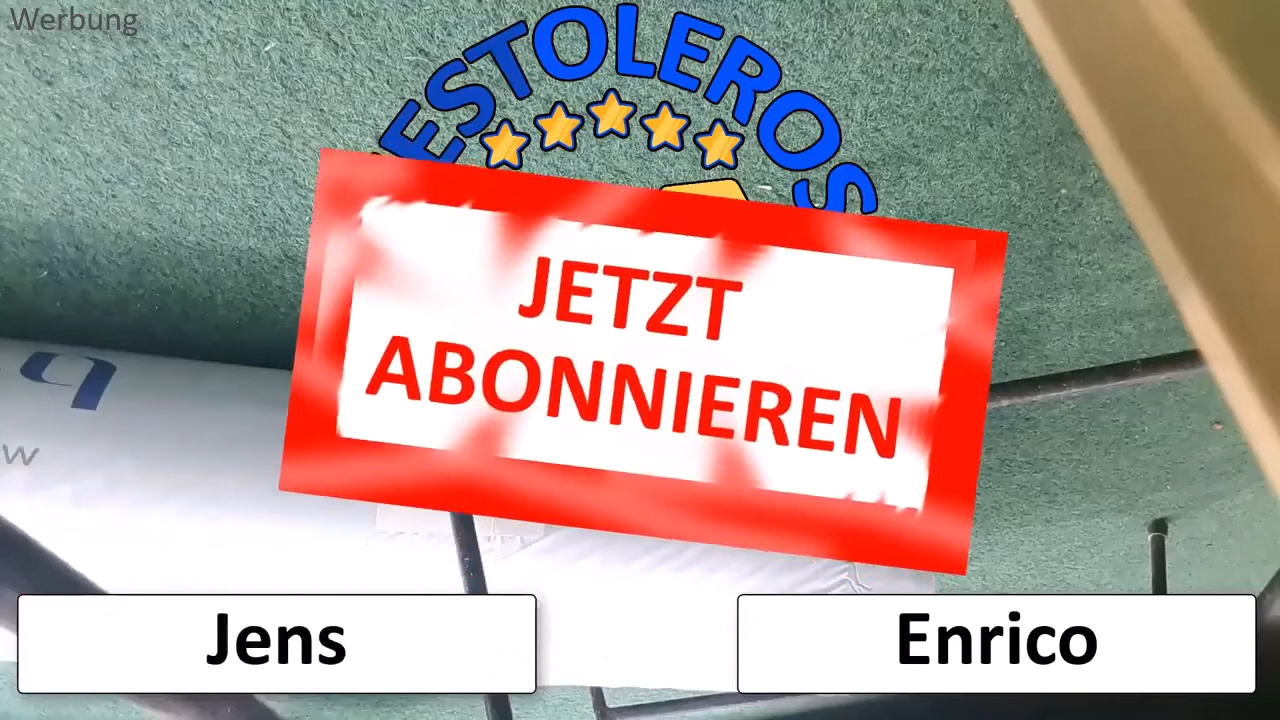 Werbung
ESTOLEROS
JETZT
ABONNIEREN
q
w
Jens
Enrico